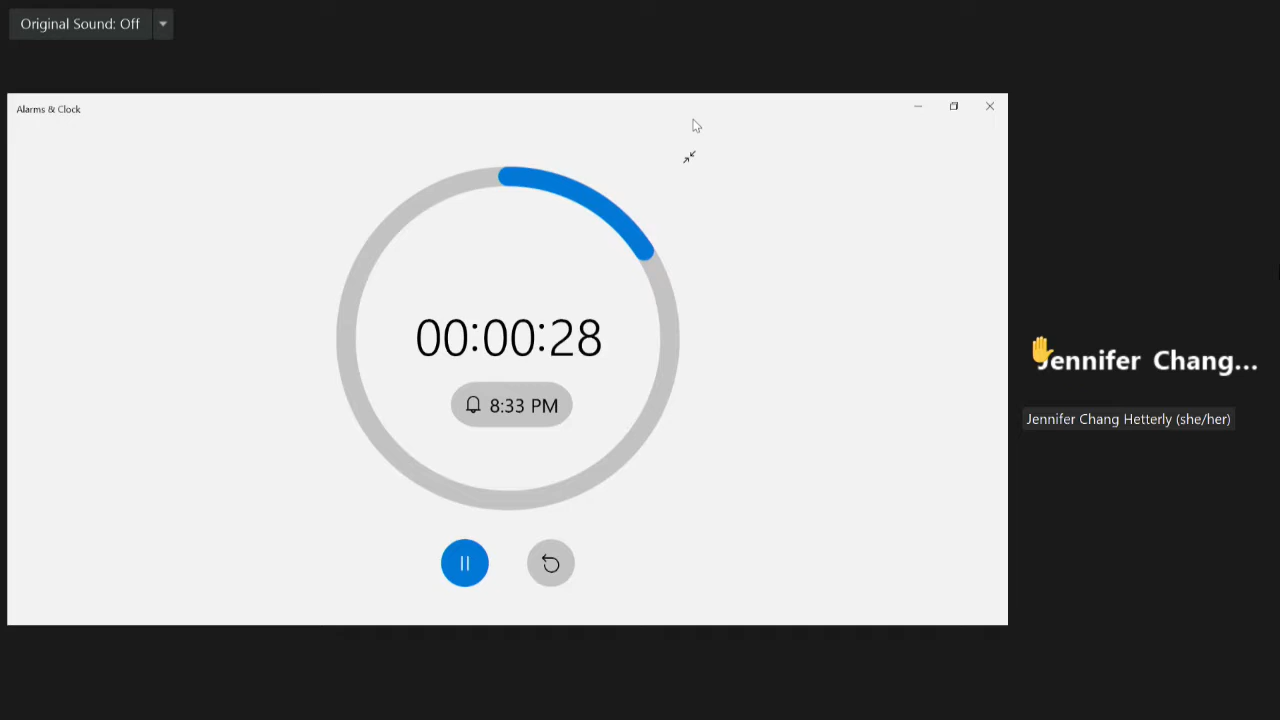 Original Sound: Off
Alarms & Clock
00:00:28
8:33 PM
Jennifer Chang...
Jennifer Chang Hetterly (she/her)